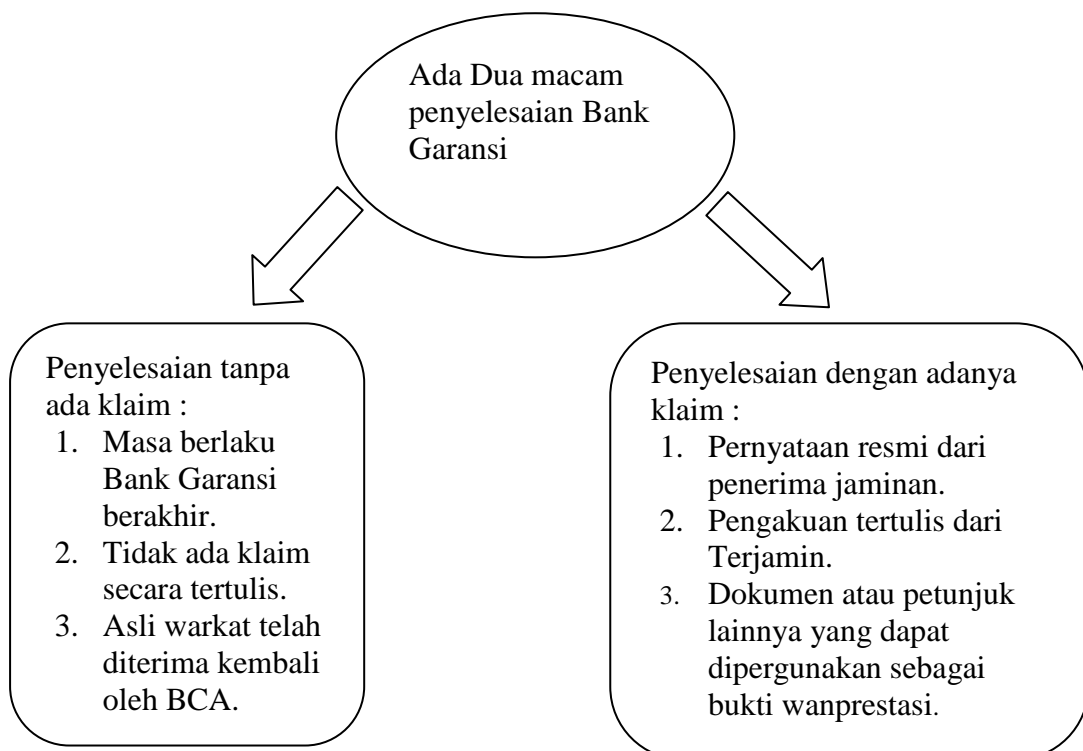 Ada Dua macam
penyelesaian Bank
Garansi
Penyelesaian tanpa
ada klaim :
1. Masa berlaku
Bank Garansi
berakhir.
2. Tidak ada klaim
secara tertulis.
3. Asli warkat telah
diterima kembali
oleh BCA.
Penyelesaian dengan adanya
klaim :
1. Pernyataan resmi dari
penerima jaminan.
2. Pengakuan tertulis dari
Terjamin.
3. Dokumen atau petunjuk
lainnya yang dapat
dipergunakan sebagai
bukti wanprestasi.